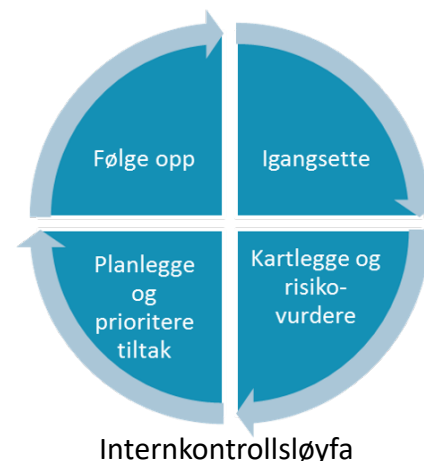 Følge opp
Igangsette
Kartlegge og
risiko-
vurdere
Planlegge
og
prioritere
tiltak
Internkontrollsløyfa